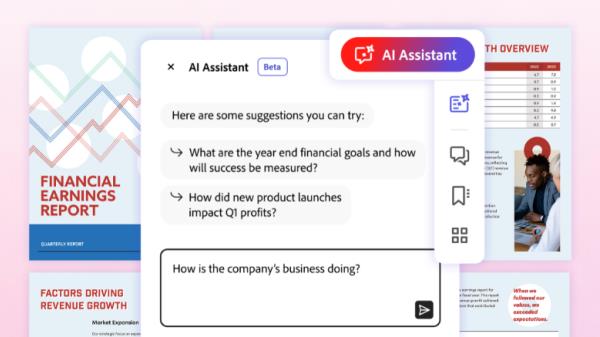 AI Assistant
TH OVERVIEW
AI Assistant
Beta
Here are some suggestions you can try:
What are the year end financial goals and how
will success be measured?
How did new product launches
impact Q1 profits?
FINANCIAL
EARNINGS
REPORT
QUARTERLY REPORT
How is the company's business doing?
FACTORS DRIVING
REVENUE GROWTH
Market Expansion
When we
followed our
values, we
exceeded
expectations.